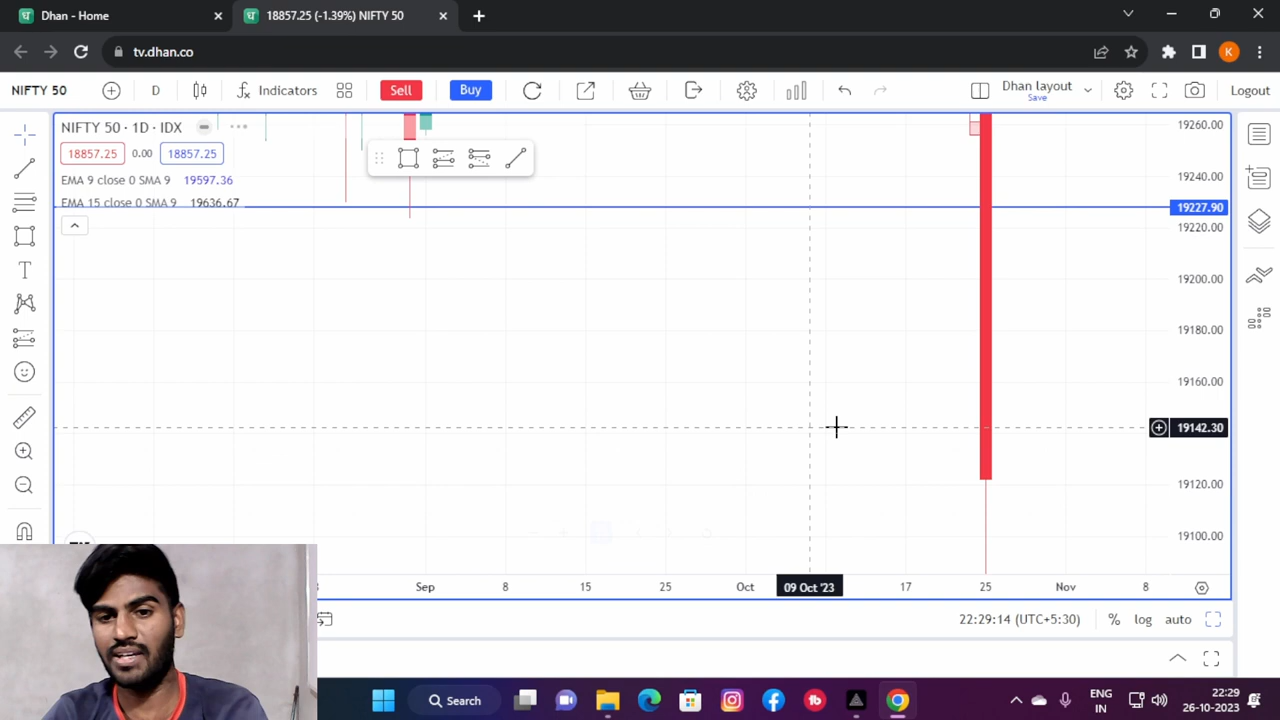 Dhan - Home
18857.25 (-1.39%) NIFTY 50
tv.dhan.co
K
NIFTY 50
D
Indicators
Sell
Buy
Dhan layout
Save
Logout
NIFTY 50 · 1D · IDX
18857.25 0.00 18857.25
EMA 9 close 0 SMA 9 19597.36
EMA 15 close 0 SMA 9 19636.67
19260.00
19240.00
19227.90
19220.00
19200.00
19180.00
19160.00
19142.30
19120.00
19100.00
Sep 8 15 25 Oct 09 Oct '23 17 25 Nov 8
22:29:14 (UTC+5:30) % log auto
Search
ENG
IN
22:29
26-10-2023